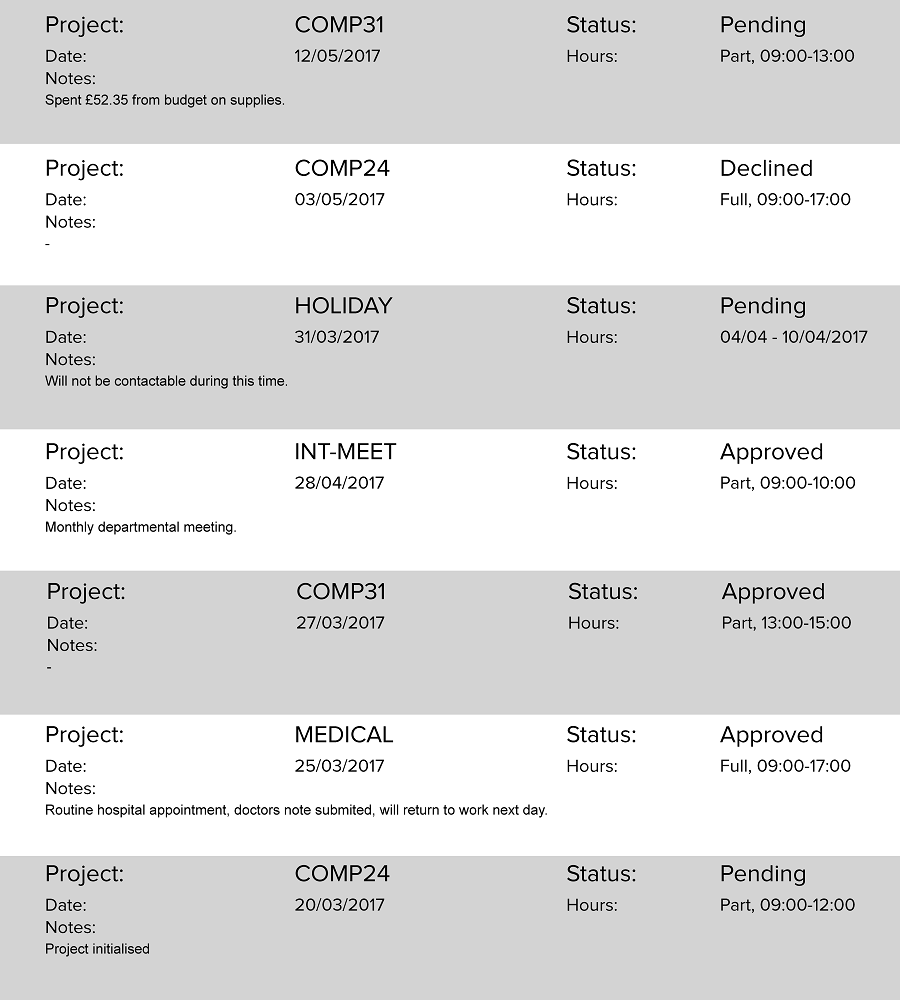 Project: COMP31 Status: Pending
Date: 12/05/2017 Hours: Part, 09:00-13:00
Notes:
Spent £52.35 from budget on supplies.
Project: COMP24 Status: Declined
Date: 03/05/2017 Hours: Full, 09:00-17:00
Notes:
-
Project: HOLIDAY Status: Pending
Date: 31/03/2017 Hours: 04/04 - 10/04/2017
Notes:
Will not be contactable during this time.
Project: INT-MEET Status: Approved
Date: 28/04/2017 Hours: Part, 09:00-10:00
Notes:
Monthly departmental meeting.
Project: COMP31 Status: Approved
Date: 27/03/2017 Hours: Part, 13:00-15:00
Notes:
-
Project: MEDICAL Status: Approved
Date: 25/03/2017 Hours: Full, 09:00-17:00
Notes:
Routine hospital appointment, doctors note submited, will return to work next day.
Project: COMP24 Status: Pending
Date: 20/03/2017 Hours: Part, 09:00-12:00
Notes:
Project initialised